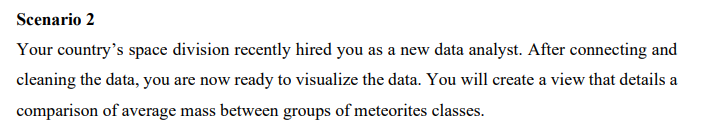 Scenario 2
Your country’s space division recently hired you as a new data analyst. After connecting and
cleaning the data, you are now ready to visualize the data. You will create a view that details a
comparison of average mass between groups of meteorites classes.